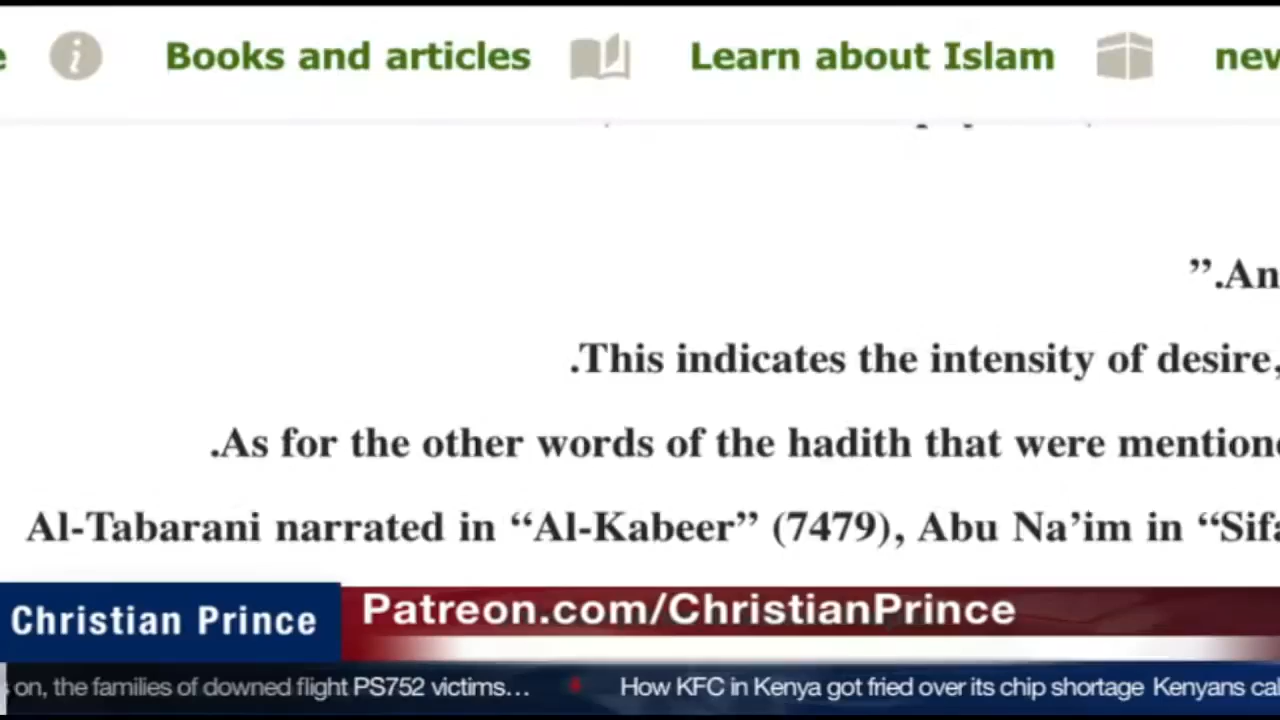 Books and articles
Learn about Islam
”.An
.This indicates the intensity of desire,
.As for the other words of the hadith that were mentione
Al-Tabarani narrated in “Al-Kabeer” (7479), Abu Na’im in “Sifa
Christian Prince
Patreon.com/ChristianPrince
on, the families of downed flight PS752 victims…
How KFC in Kenya got fried over its chip shortage Kenyans cal